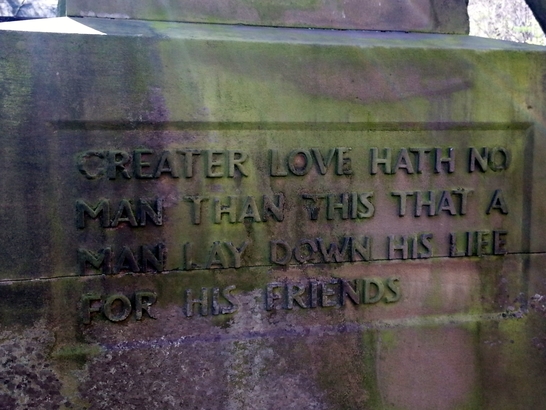 GREATER LOVE HATH NO
MAN THAN THIS THAT A
MAN LAY DOWN HIS LIFE
FOR HIS FRIENDS